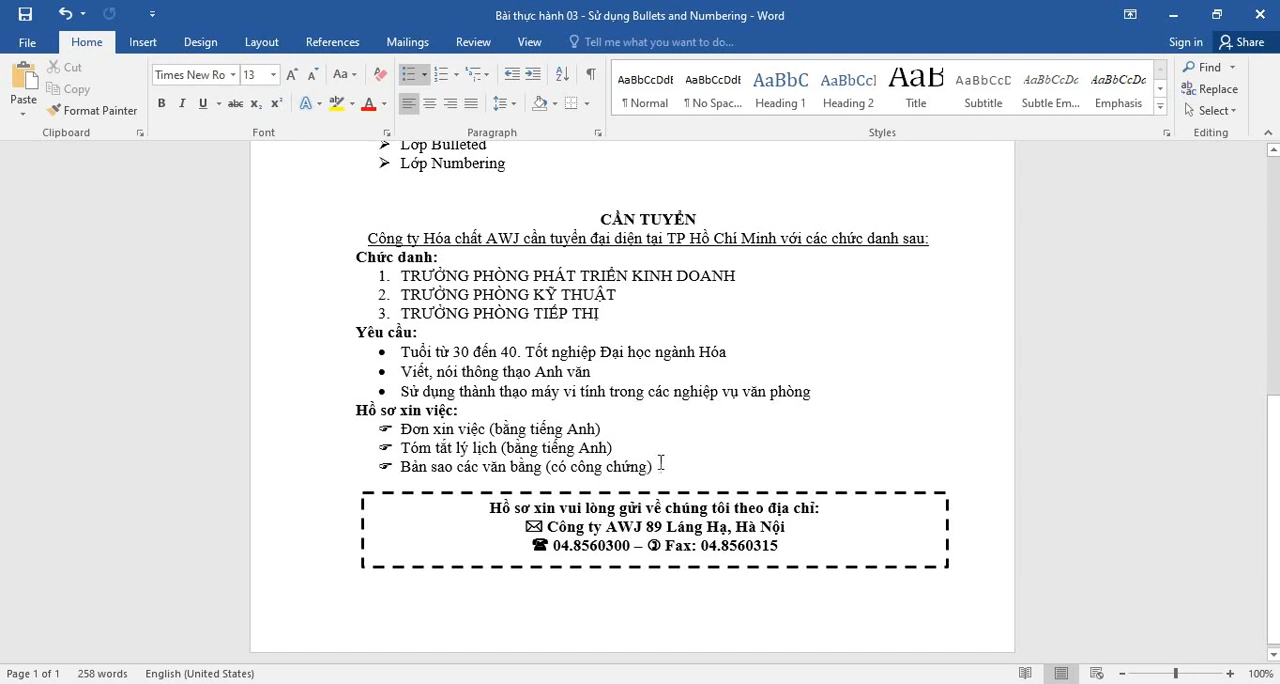 Bài thực hành 03 - Sử dụng Bullets and Numbering - Word
File Home Insert Design Layout References Mailings Review View Tell me what you want to do... Sign in Share
Paste
Cut
Copy
Format Painter
Times New Ro 13
Find
Replace
Select
AaBbCcDdE ¶ Normal
AaBbCcDdE ¶ No Spac...
AaBbC Heading 1
AaBbCcl Heading 2
AaB Title
AaBbCcD Subtitle
AaBbCcDa Subtle Em...
AaBbCcDa Emphasis
Clipboard Font Paragraph Styles Editing
➢ Lớp Bulleted
➢ Lớp Numbering
CẦN TUYỂN
Công ty Hóa chất AWJ cần tuyển đại diện tại TP Hồ Chí Minh với các chức danh sau:
Chức danh:
1. TRƯỞNG PHÒNG PHÁT TRIỂN KINH DOANH
2. TRƯỞNG PHÒNG KỸ THUẬT
3. TRƯỞNG PHÒNG TIẾP THỊ
Yêu cầu:
• Tuổi từ 30 đến 40. Tốt nghiệp Đại học ngành Hóa
• Viết, nói thông thạo Anh văn
• Sử dụng thành thạo máy vi tính trong các nghiệp vụ văn phòng
Hồ sơ xin việc:
☞ Đơn xin việc (bằng tiếng Anh)
☞ Tóm tắt lý lịch (bằng tiếng Anh)
☞ Bản sao các văn bằng (có công chứng)
Hồ sơ xin vui lòng gửi về chúng tôi theo địa chỉ:
✉ Công ty AWJ 89 Láng Hạ, Hà Nội
☎ 04.8560300 – ③ Fax: 04.8560315
Page 1 of 1 258 words English (United States) 100%